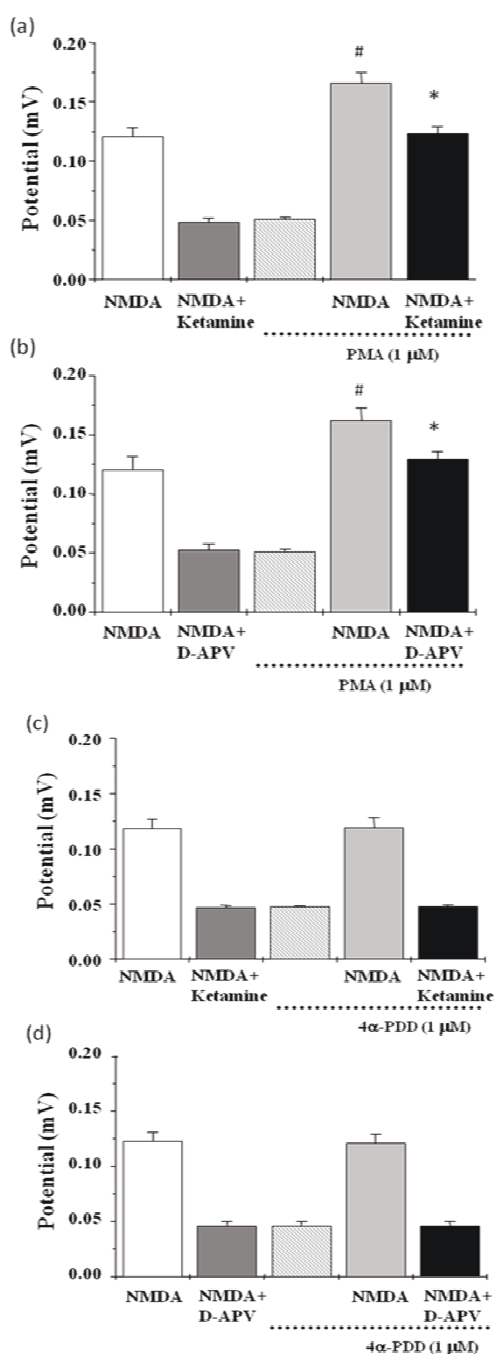 (a)
#
*
0.20
0.15
0.10
0.05
0.00
Potential (mV)
NMDA NMDA+ NMDA NMDA+
Ketamine Ketamine
PMA (1 μM)
(b)
#
*
0.20
0.15
0.10
0.05
0.00
Potential (mV)
NMDA NMDA+ NMDA NMDA+
D-APV D-APV
PMA (1 μM)
(c)
0.20
0.15
0.10
0.05
0.00
Potential (mV)
NMDA NMDA+ NMDA NMDA+
Ketamine Ketamine
4α-PDD (1 μM)
(d)
0.20
0.15
0.10
0.05
0.00
Potential (mV)
NMDA NMDA+ NMDA NMDA+
D-APV D-APV
4α-PDD (1 μM)